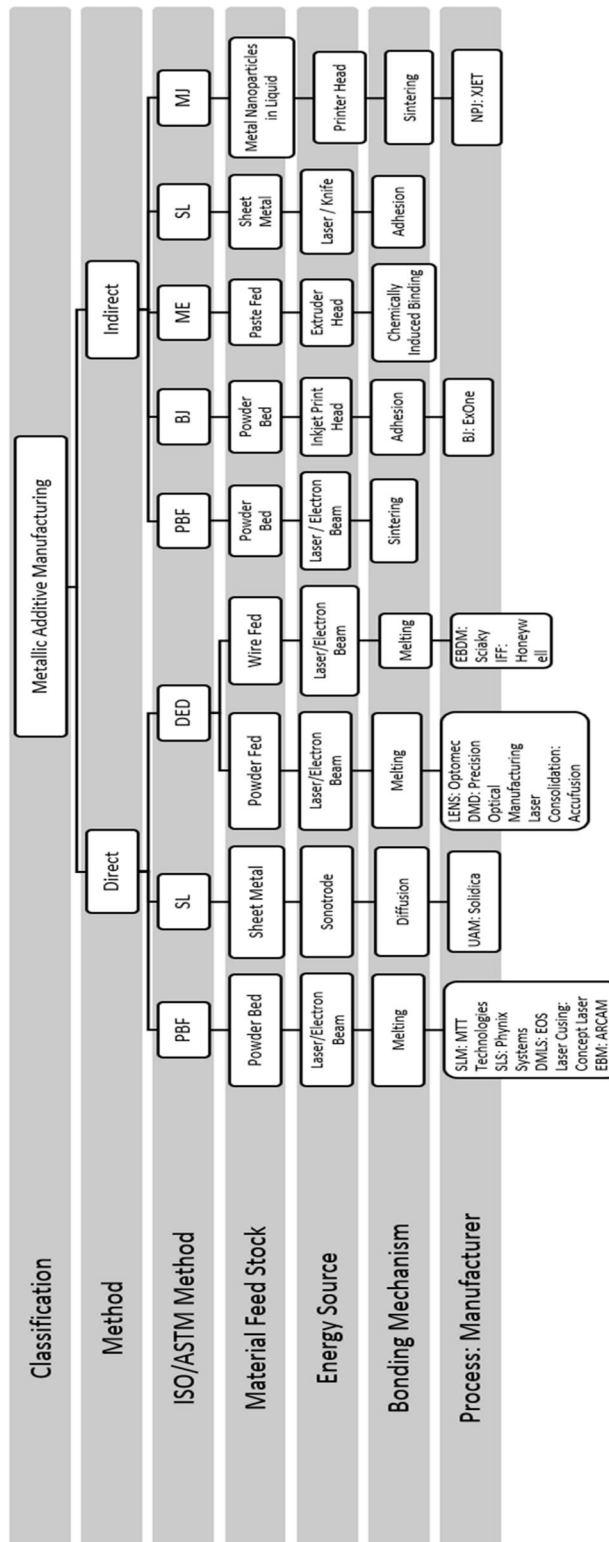 Classification
Metallic Additive Manufacturing
Method
Direct
Indirect
ISO/ASTM Method
PBF
SL
DED
PBF
BJ
ME
SL
MJ
Material Feed Stock
Powder Bed
Sheet Metal
Powder Fed
Wire Fed
Powder
Bed
Powder
Bed
Paste Fed
Sheet
Metal
Metal Nanoparticles
in Liquid
Energy Source
Laser/Electron
Beam
Sonotrode
Laser/Electron
Beam
Laser/Electron
Beam
Laser / Electron
Beam
Inkjet Print
Head
Extruder
Head
Laser / Knife
Printer Head
Bonding Mechanism
Melting
Diffusion
Melting
Melting
Sintering
Adhesion
Chemically
Induced Binding
Adhesion
Sintering
Process: Manufacturer
SLM: MTT
Technologies
SLS: Phynix
Systems
DMLS: EOS
Laser Cusing:
Concept Laser
EBM: ARCAM
UAM: Solidica
LENS: Optomec
DMD: Precision
Optical
Manufacturing
Laser
Consolidation:
Accufusion
EBDM:
Sciaky
IFF:
Honeyw
ell
BJ: ExOne
NPJ: XJET